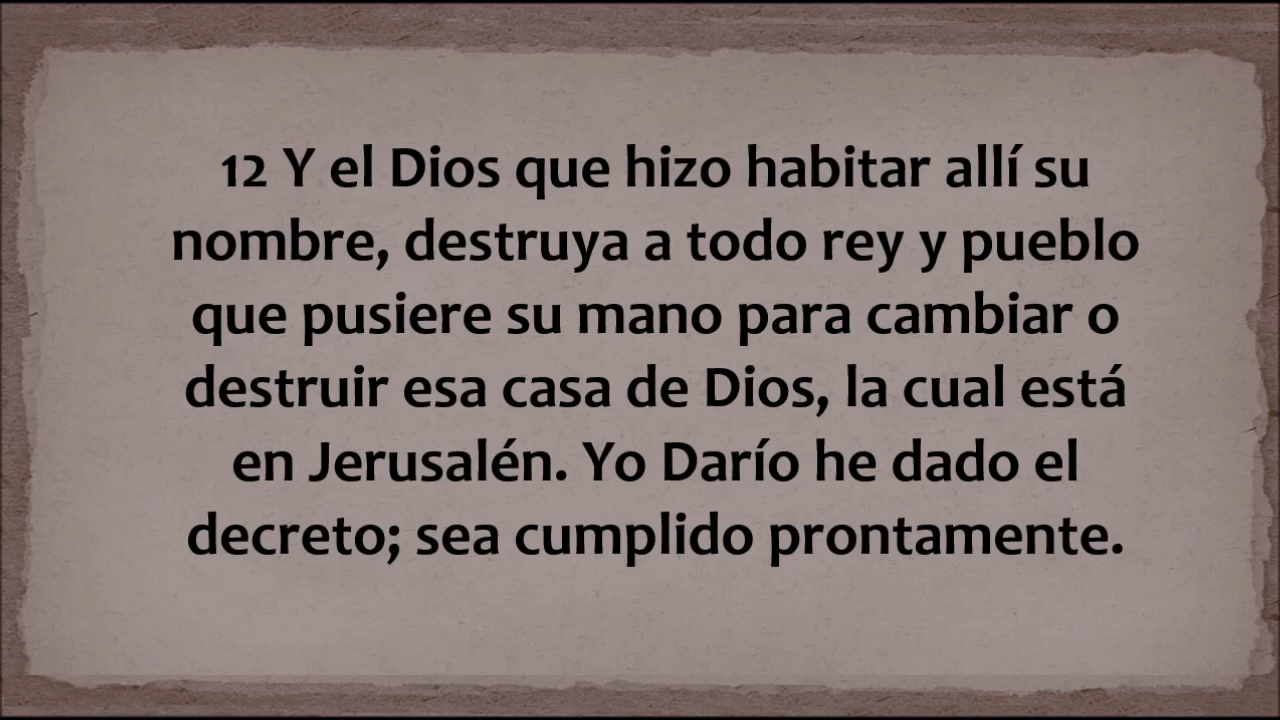 12 Y el Dios que hizo habitar allí su
nombre, destruya a todo rey y pueblo
que pusiere su mano para cambiar o
destruir esa casa de Dios, la cual está
en Jerusalén. Yo Darío he dado el
decreto; sea cumplido prontamente.